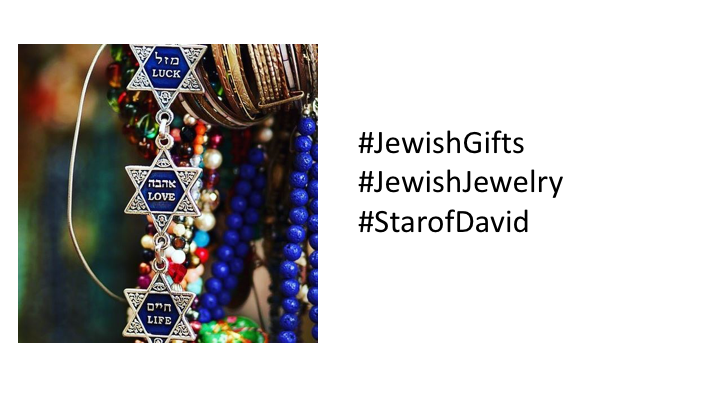 מזל
LUCK
אהבה
LOVE
חיים
LIFE
#JewishGifts
#JewishJewelry
#StarofDavid